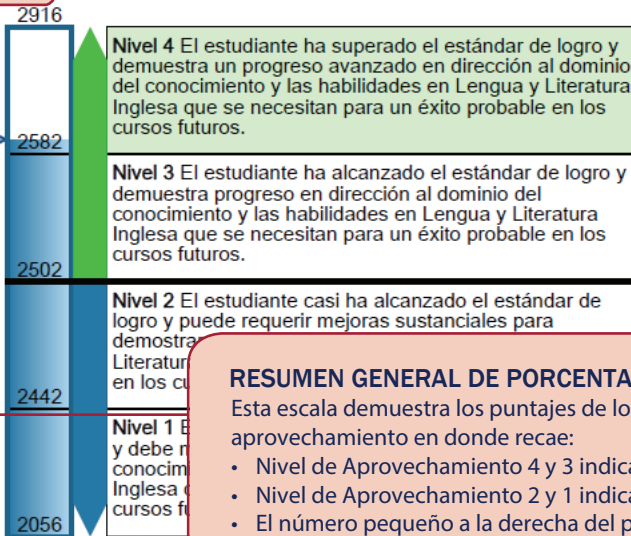 2916
Nivel 4 El estudiante ha superado el estándar de logro y
demuestra un progreso avanzado en dirección al dominio
del conocimiento y las habilidades en Lengua y Literatura
Inglesa que se necesitan para un éxito probable en los
cursos futuros.
2582
Nivel 3 El estudiante ha alcanzado el estándar de logro y
demuestra progreso en dirección al dominio del
conocimiento y las habilidades en Lengua y Literatura
Inglesa que se necesitan para un éxito probable en los
cursos futuros.
2502
Nivel 2 El estudiante casi ha alcanzado el estándar de
logro y puede requerir mejoras sustanciales para
demostra
Literatur
en los cu
2442
Nivel 1 E
y debe
conocim
Inglesa
cursos fu
2056
RESUMEN GENERAL DE PORCENTA
Esta escala demuestra los puntajes de lo
aprovechamiento en donde recae:
• Nivel de Aprovechamiento 4 y 3 indica
• Nivel de Aprovechamiento 2 y 1 indica
• El número pequeño a la derecha del p